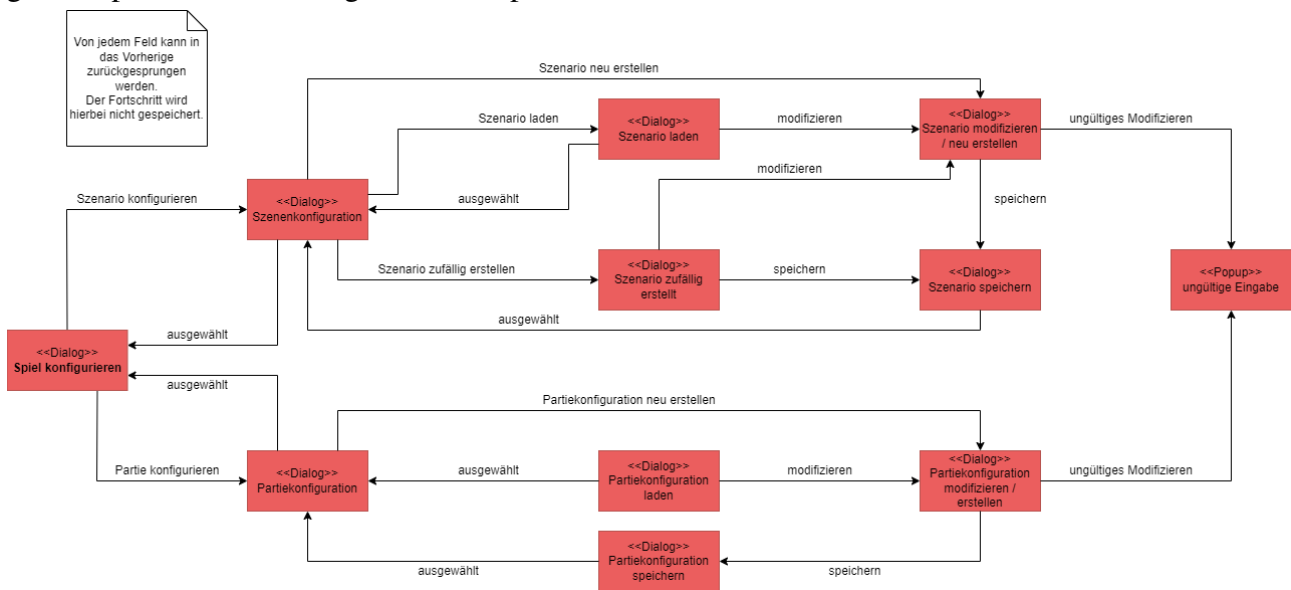 Von jedem Feld kann in
das Vorherige
zurückgesprungen
werden.
Der Fortschritt wird
hierbei nicht gespeichert.
Szenario neu erstellen
Szenario laden
<<Dialog>>
Szenario laden
modifizieren
<<Dialog>>
Szenario modifizieren
/ neu erstellen
ungültiges Modifizieren
modifizieren
Szenario konfigurieren
<<Dialog>>
Szenenkonfiguration
ausgewählt
speichern
Szenario zufällig erstellen
<<Dialog>>
Szenario zufällig
erstellt
speichern
<<Dialog>>
Szenario speichern
<<Popup>>
ungültige Eingabe
ausgewählt
ausgewählt
<<Dialog>>
Spiel konfigurieren
ausgewählt
Partiekonfiguration neu erstellen
Partie konfigurieren
<<Dialog>>
Partiekonfiguration
ausgewählt
<<Dialog>>
Partiekonfiguration
laden
modifizieren
<<Dialog>>
Partiekonfiguration
modifizieren /
erstellen
ungültiges Modifizieren
<<Dialog>>
Partiekonfiguration
speichern
ausgewählt
speichern